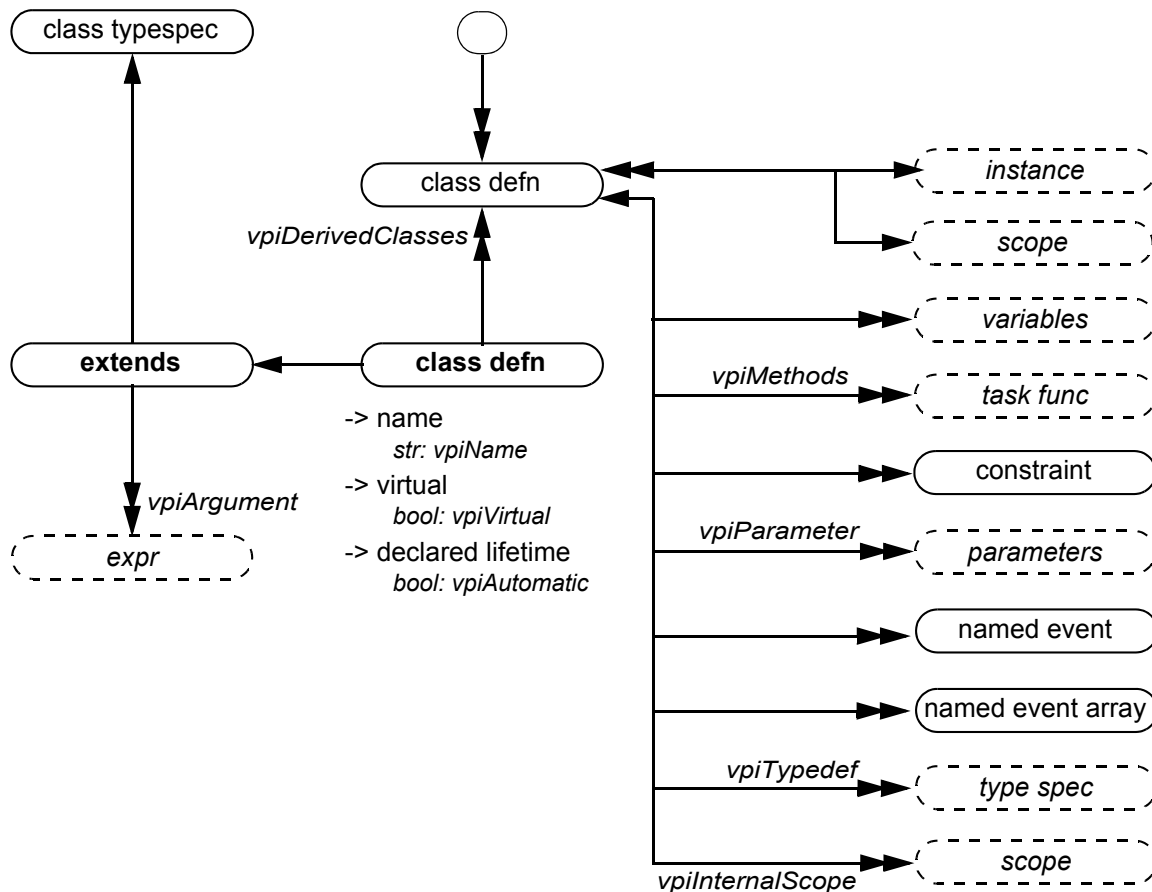 class typespec
class defn
instance
vpiDerivedClasses
scope
variables
extends
class defn
vpiMethods
task func
-> name
str: vpiName
constraint
-> virtual
vpiArgument
bool: vpiVirtual
vpiParameter
expr
-> declared lifetime
parameters
bool: vpiAutomatic
named event
named event array
vpiTypedef
type spec
scope
vpiInternalScope